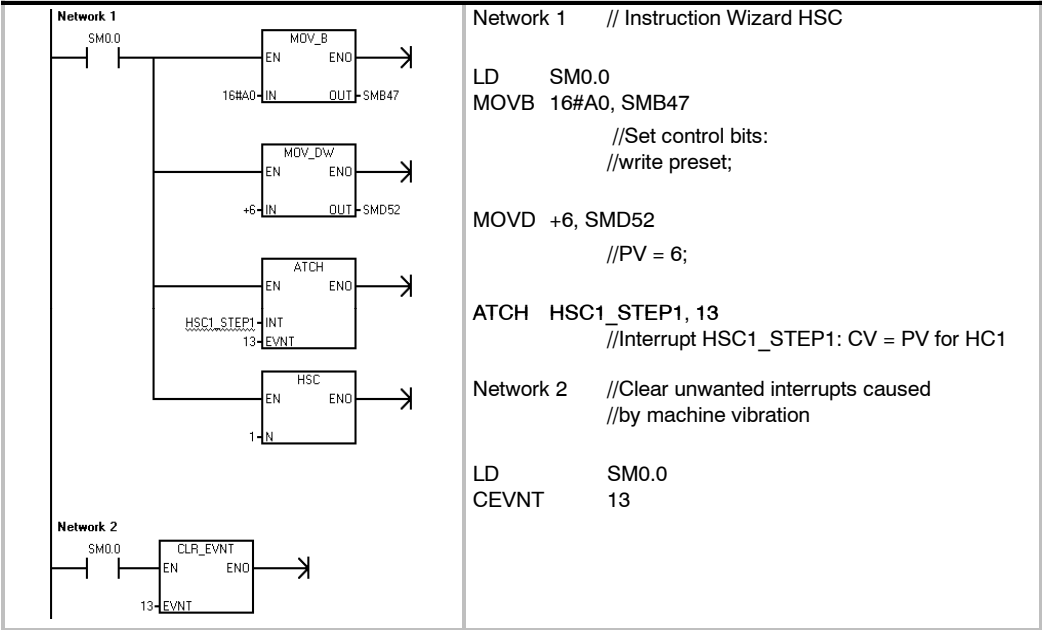 Network 1
SM0.0
MOV_B
EN ENO
16#A0 IN OUT SMB47
MOV_DW
EN ENO
+6 IN OUT SMD52
ATCH
EN ENO
HSC1_STEP1 INT
13 EVNT
HSC
EN ENO
1 N
Network 2
SM0.0 CLR_EVNT
EN ENO
13 EVNT
Network 1 // Instruction Wizard HSC
LD SM0.0
MOVB 16#A0, SMB47
//Set control bits:
//write preset;
MOVD +6, SMD52
//PV = 6;
ATCH HSC1_STEP1, 13
//Interrupt HSC1_STEP1: CV = PV for HC1
Network 2 //Clear unwanted interrupts caused
//by machine vibration
LD SM0.0
CEVNT 13